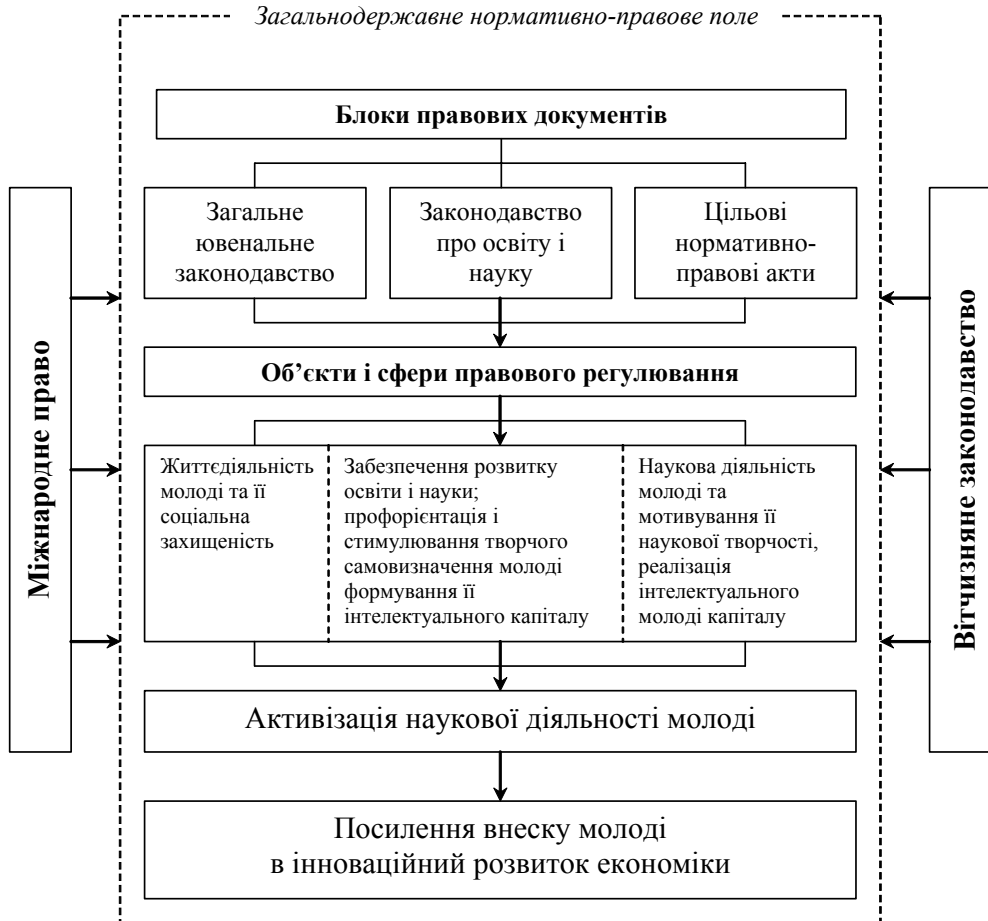 Загальнодержавне нормативно-правове поле
Блоки правових документів
Загальне
ювенальне
законодавство
Законодавство
про освіту і
науку
Цільові
нормативно-
правові акти
Об’єкти і сфери правового регулювання
Життєдіяльність
молоді та її
соціальна
захищеність
Забезпечення розвитку
освіти і науки;
профорієнтація і
стимулювання творчого
самовизначення молоді
формування її
інтелектуального капіталу
Наукова діяльність
молоді та
мотивування її
наукової творчості,
реалізація
інтелектуального
молоді капіталу
Активізація наукової діяльності молоді
Посилення внеску молоді
в інноваційний розвиток економіки
Міжнародне право
Вітчизняне законодавство